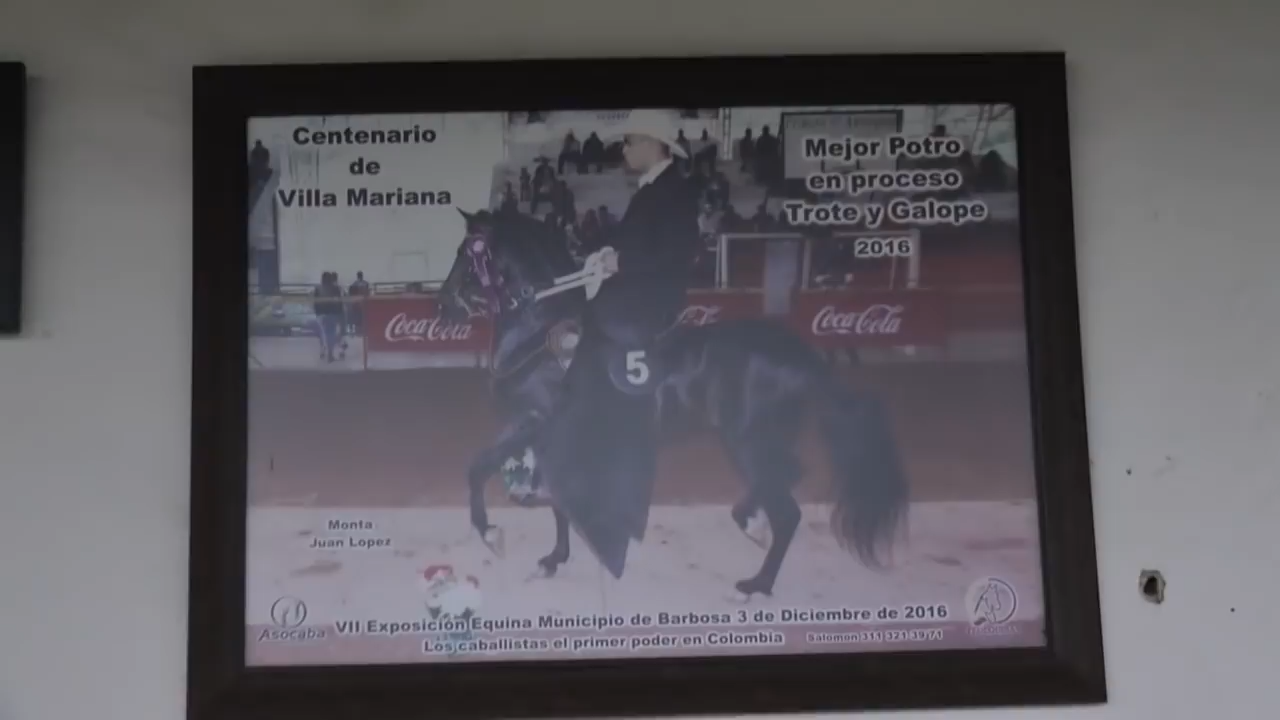 Centenario
de
Villa Mariana
Mejor Potro
en proceso
Trote y Galope
2016
Coca-Cola
Coca-Cola
5
Monta
Juan Lopez
Asocaba
VII Exposición Equina Municipio de Barbosa 3 de Diciembre de 2016
Los caballistas el primer poder en Colombia
Salomon 311 321 39 71